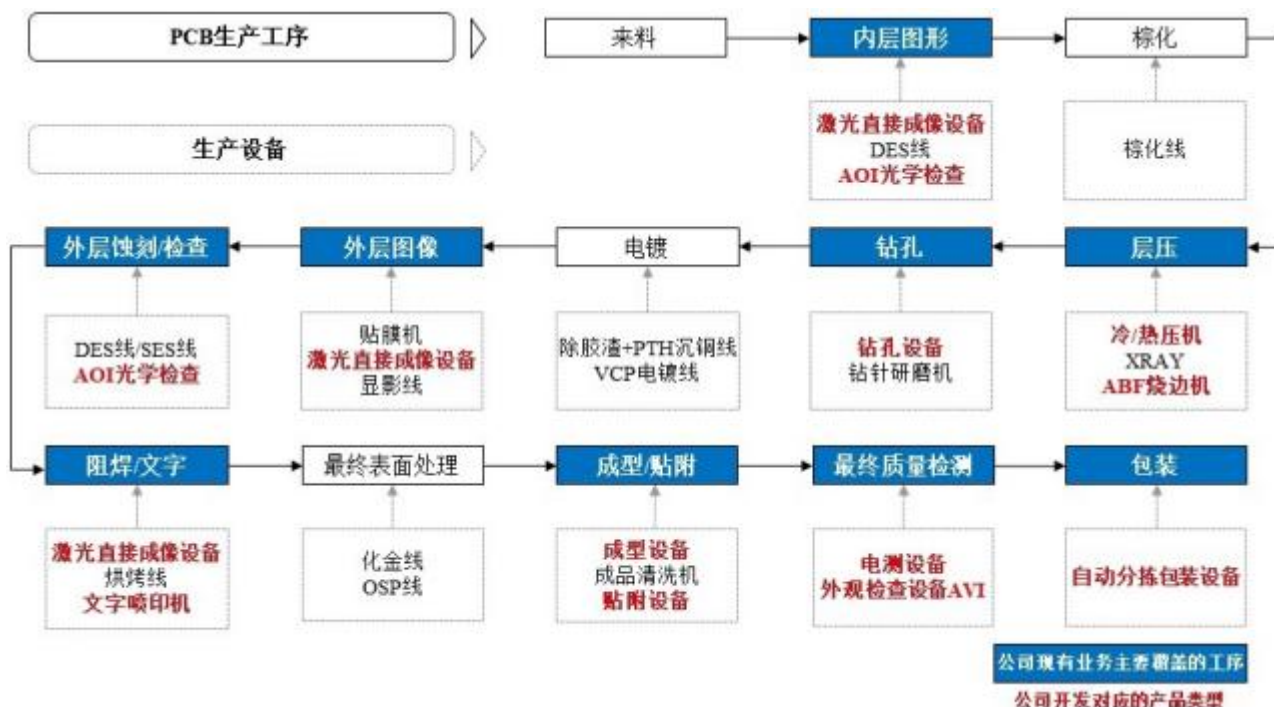 PCB生产工序
来料
内层图形
棕化
生产设备
激光直接成像设备
DES线
AOI光学检查
棕化线
外层蚀刻/检查
外层图像
电镀
钻孔
层压
DES线/SES线
AOI光学检查
贴膜机
激光直接成像设备
显影线
除胶渣+PTH沉铜线
VCP电镀线
钻孔设备
钻针研磨机
冷/热压机
XRAY
ABF烧边机
阻焊/文字
最终表面处理
成型/贴附
最终质量检测
包装
激光直接成像设备
烘烤线
文字喷印机
化金线
OSP线
成型设备
成品清洗机
贴附设备
电测设备
外观检查设备AVI
自动分拣包装设备
公司现有业务主要覆盖的工序
公司开发对应的产品类型